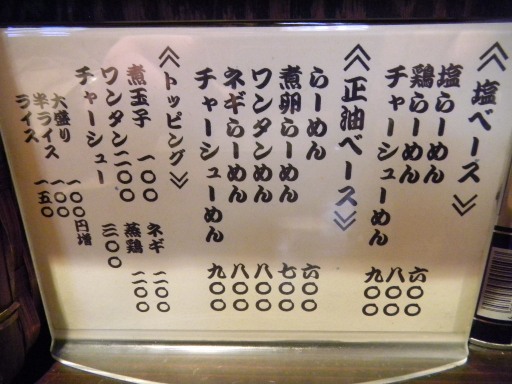 ≪塩ベース≫
塩らーめん 六〇〇
鶏らーめん 八〇〇
チャーシューめん 九〇〇
≪正油ベース≫
らーめん 六〇〇
煮卵らーめん 七〇〇
ワンタンめん 八〇〇
ネギらーめん 八〇〇
チャーシューめん 九〇〇
≪トッピング≫
煮玉子 一〇〇 ネギ 二〇〇
ワンタン二〇〇 蒸鶏 二〇〇
チャーシュー 三〇〇
大盛り 一〇〇円増
半ライス 一〇〇
ライス 一五〇